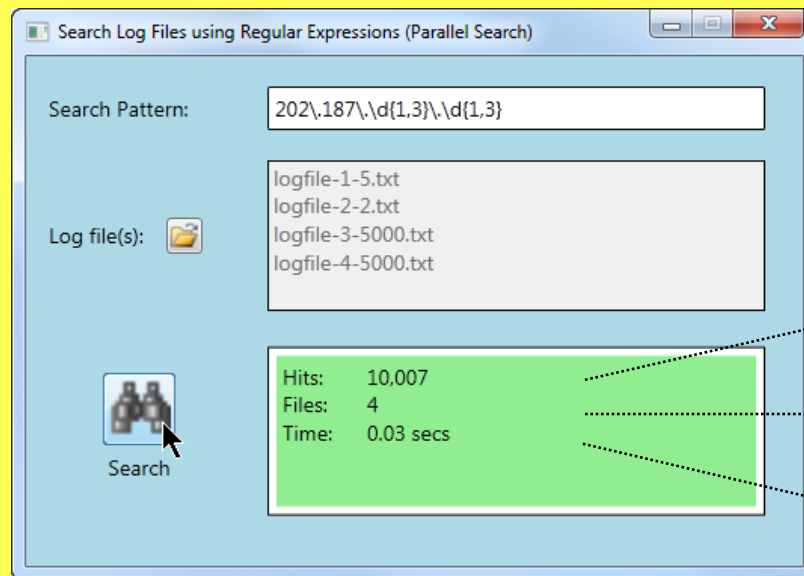 Search Log Files using Regular Expressions (Parallel Search)
Search Pattern:
202\.187\.\d{1,3}\.\d{1,3}
Log file(s):
logfile-1-5.txt
logfile-2-2.txt
logfile-3-5000.txt
logfile-4-5000.txt
Hits: 10,007
Files: 4
Time: 0.03 secs
Search